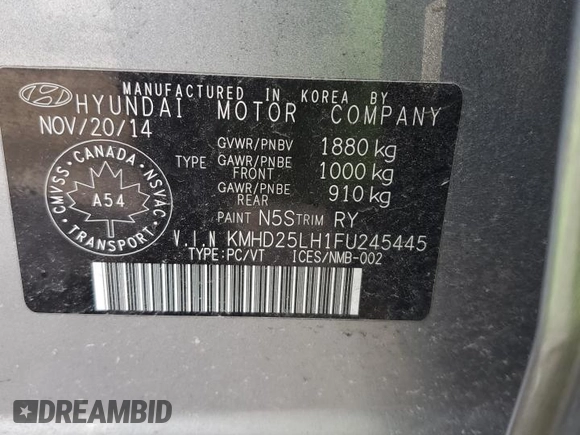 MANUFACTURED IN KOREA BY
HYUNDAI MOTOR COMPANY
NOV/20/14
GVWR/PNBV 1880 kg
TYPE GAWR/PNBE FRONT 1000 kg
GAWR/PNBE REAR 910 kg
CANADA
CMVSS NSVAC
A54
TRANSPORT
PAINT N5S TRIM RY
V.I.N KMHD25LH1FU245445
TYPE:PC/VT ICES/NMB-002
DREAMBID